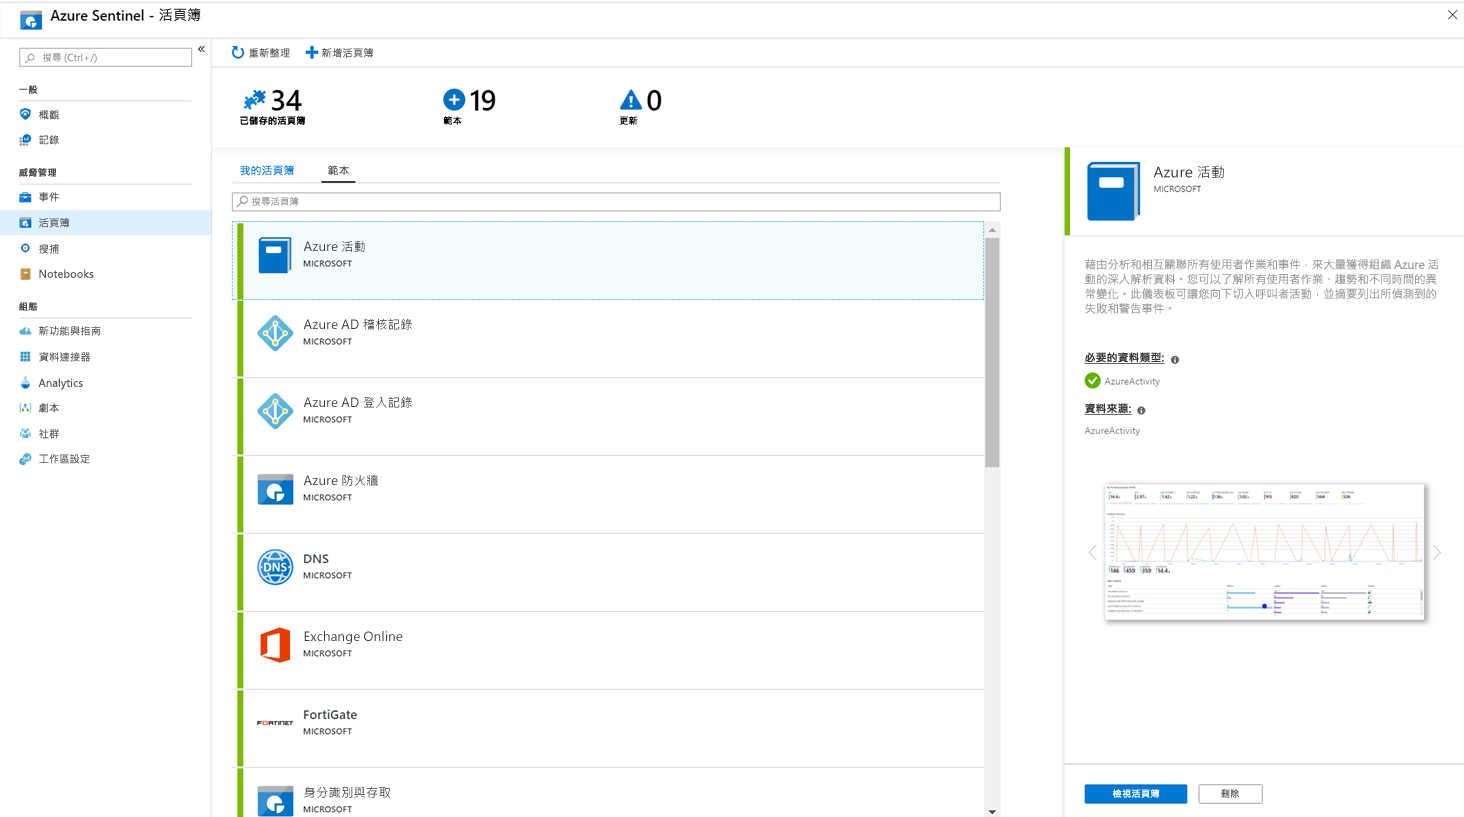 Azure Sentinel - 活頁簿
搜尋 (Ctrl+/)
«
一般
概觀
記錄
威脅管理
事件
活頁簿
搜捕
Notebooks
組態
新功能與指南
資料連接器
Analytics
劇本
社群
工作區設定
重新整理
新增活頁簿
34
已儲存的活頁簿
19
範本
0
更新
我的活頁簿
範本
搜尋活頁簿
Azure 活動
MICROSOFT
Azure AD 稽核記錄
MICROSOFT
Azure AD 登入記錄
MICROSOFT
Azure 防火牆
MICROSOFT
DNS
DNS
MICROSOFT
Exchange Online
MICROSOFT
FORTINET
FortiGate
MICROSOFT
身分識別與存取
MICROSOFT
Azure 活動
MICROSOFT
藉由分析和相互關聯所有使用者作業和事件，來大量獲得組織 Azure 活
動的深入解析資料。您可以了解所有使用者作業、趨勢和不同時間的異
常變化。此儀表板可讓您向下切入呼叫者活動，並摘要列出所偵測到的
失敗和警告事件。
必要的資料類型:
AzureActivity
資料來源:
AzureActivity
146 459 359 14.4k
檢視活頁簿
刪除